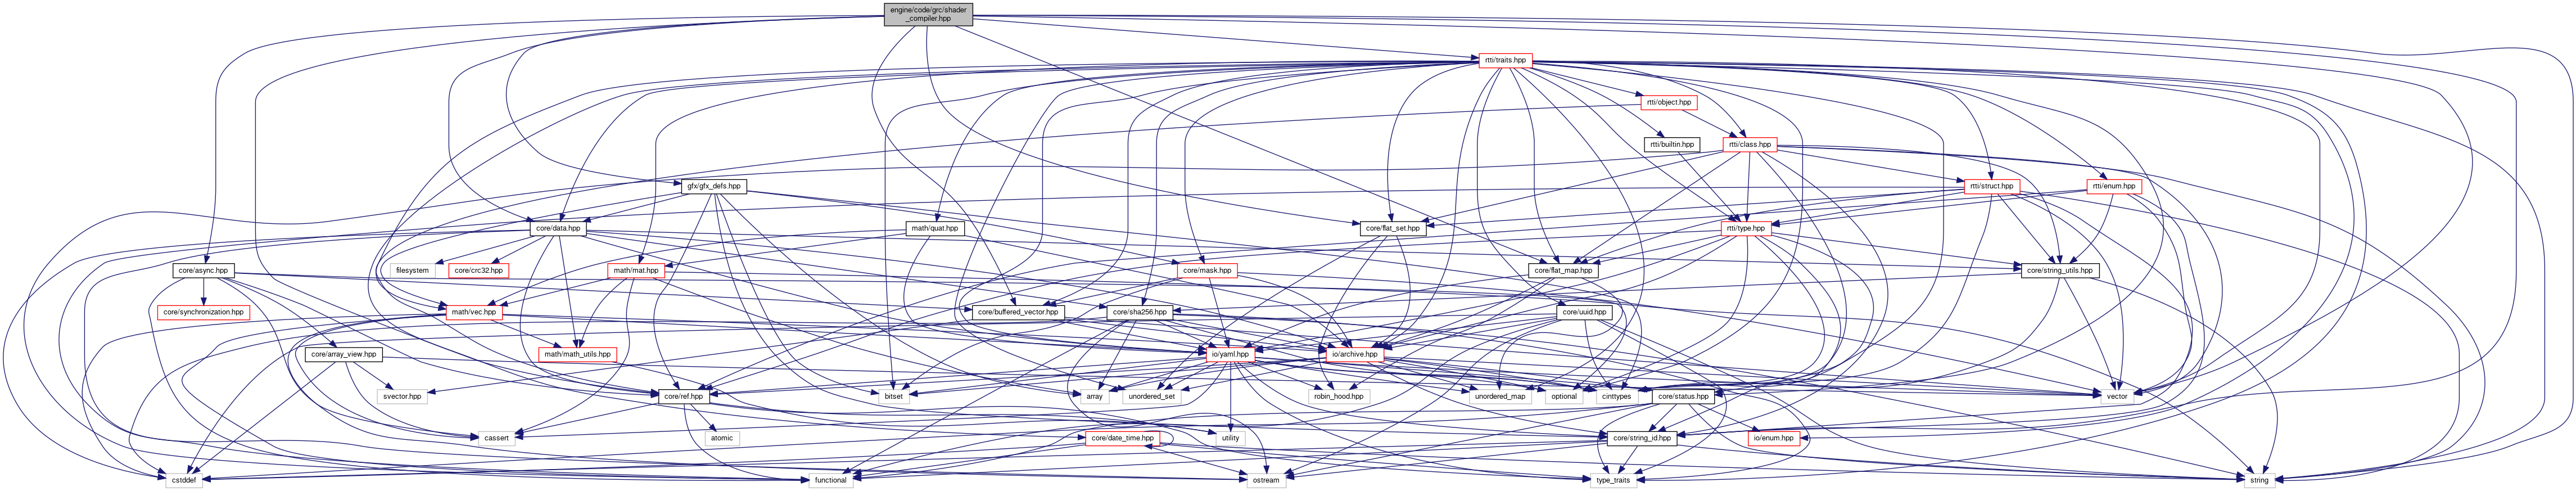 engine/code/grc/shader
_compiler.hpp
rtti/traits.hpp
rtti/object.hpp
rtti/builtin.hpp
rtti/class.hpp
gfx/gfx_defs.hpp
rtti/struct.hpp
rtti/enum.hpp
core/data.hpp
math/quat.hpp
core/flat_set.hpp
rtti/type.hpp
core/async.hpp
filesystem
core/crc32.hpp
math/mat.hpp
core/mask.hpp
core/flat_map.hpp
core/string_utils.hpp
core/synchronization.hpp
math/vec.hpp
core/buffered_vector.hpp
core/sha256.hpp
core/uuid.hpp
core/array_view.hpp
math/math_utils.hpp
io/yaml.hpp
io/archive.hpp
svector.hpp
core/ref.hpp
bitset
array
unordered_set
robin_hood.hpp
unordered_map
optional
cinttypes
core/status.hpp
vector
cassert
atomic
core/date_time.hpp
utility
core/string_id.hpp
io/enum.hpp
cstddef
functional
ostream
type_traits
string